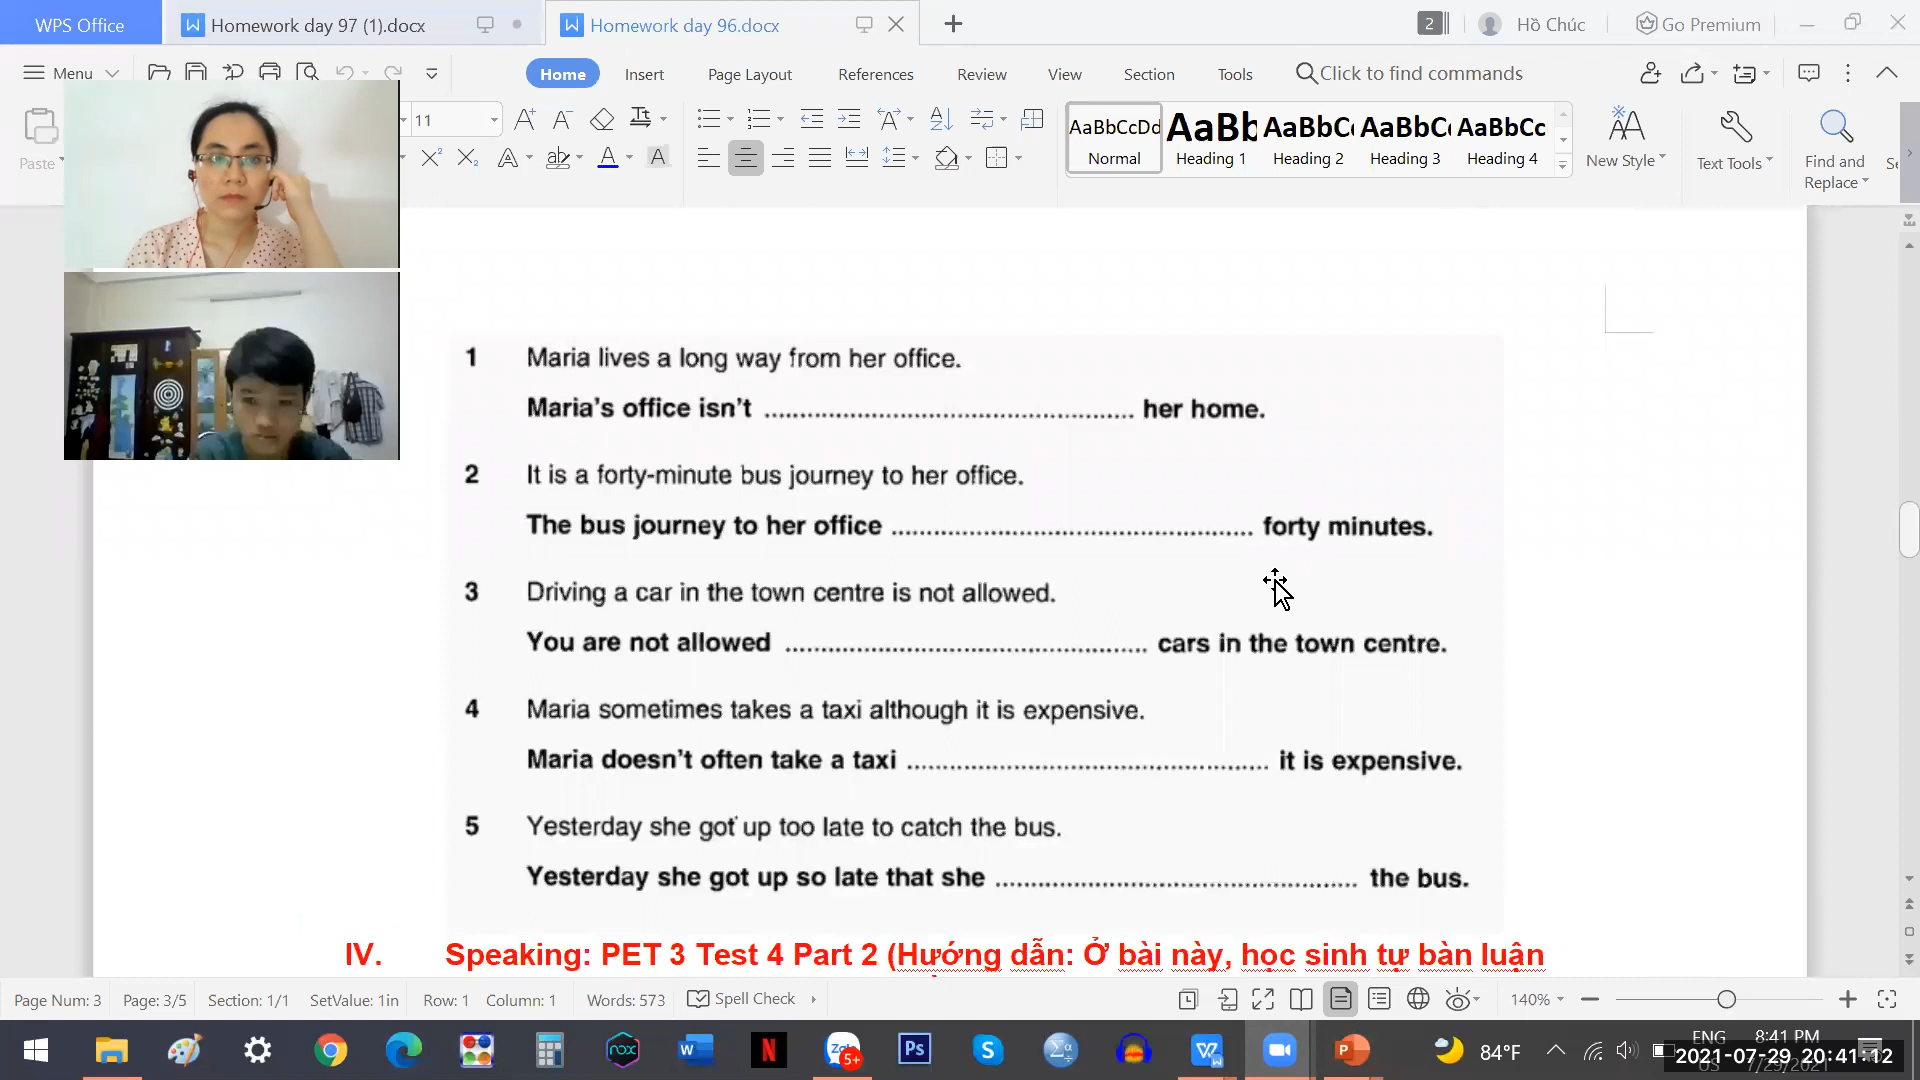 WPS Office
Homework day 97 (1).docx
Homework day 96.docx
2
Hồ Chúc
Go Premium
Menu
Home
Insert
Page Layout
References
Review
View
Section
Tools
Click to find commands
Paste
11
AaBbCcDd
Normal
AaBb
Heading 1
AaBbC
Heading 2
AaBbC
Heading 3
AaBbCc
Heading 4
New Style
Text Tools
Find and
Replace
1 Maria lives a long way from her office.
Maria's office isn't .................................................. her home.
2 It is a forty-minute bus journey to her office.
The bus journey to her office .................................................. forty minutes.
3 Driving a car in the town centre is not allowed.
You are not allowed .................................................. cars in the town centre.
4 Maria sometimes takes a taxi although it is expensive.
Maria doesn't often take a taxi .................................................. it is expensive.
5 Yesterday she got up too late to catch the bus.
Yesterday she got up so late that she .................................................. the bus.
IV. Speaking: PET 3 Test 4 Part 2 (Hướng dẫn: Ở bài này, học sinh tự bàn luận
Page Num: 3
Page: 3/5
Section: 1/1
SetValue: 1in
Row: 1
Column: 1
Words: 573
Spell Check
140%
84°F
ENG
8:41 PM
2021-07-29 20:41:12